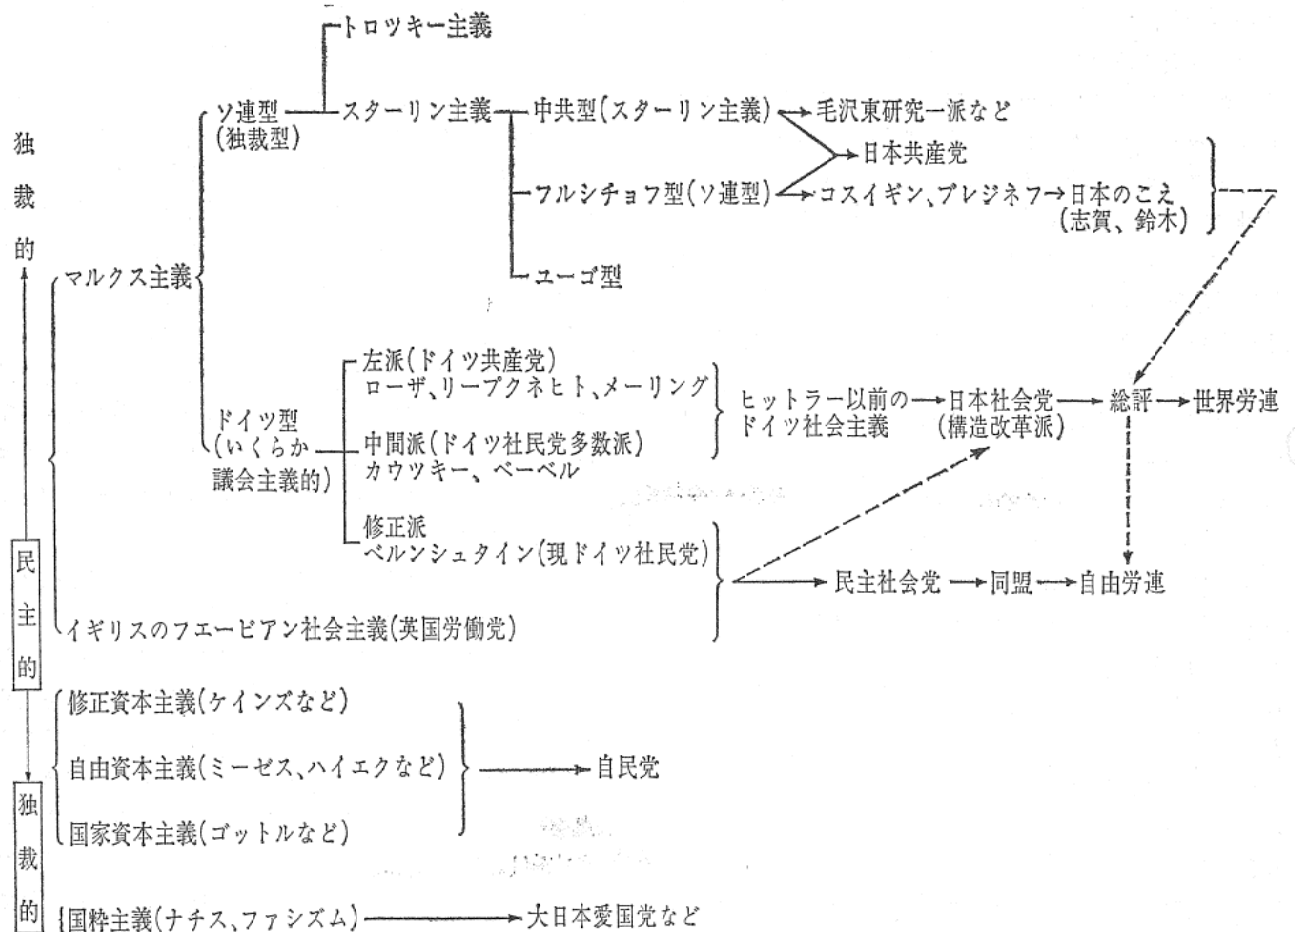 トロツキー主義
ソ連型
(独裁型)
スターリン主義
中共型(スターリン主義)
毛沢東研究一派など
日本共産党
フルシチョフ型(ソ連型)
コスイギン、ブレジネフ
日本のこえ
(志賀、鈴木)
ユーゴ型
独裁的
マルクス主義
左派(ドイツ共産党)
ローザ、リープクネヒト、メーリング
ドイツ型
(いくらか
議会主義的)
中間派(ドイツ社民党多数派)
カウツキー、ベーベル
ヒットラー以前の
ドイツ社会主義
日本社会党
(構造改革派)
総評
世界労連
修正派
ベルンシュタイン(現ドイツ社民党)
民主社会党
同盟
自由労連
イギリスのフエービアン社会主義(英国労働党)
民主的
修正資本主義(ケインズなど)
自由資本主義(ミーゼス、ハイエクなど)
自民党
国家資本主義(ゴットルなど)
独裁的
国粋主義(ナチス、ファシズム)
大日本愛国党など